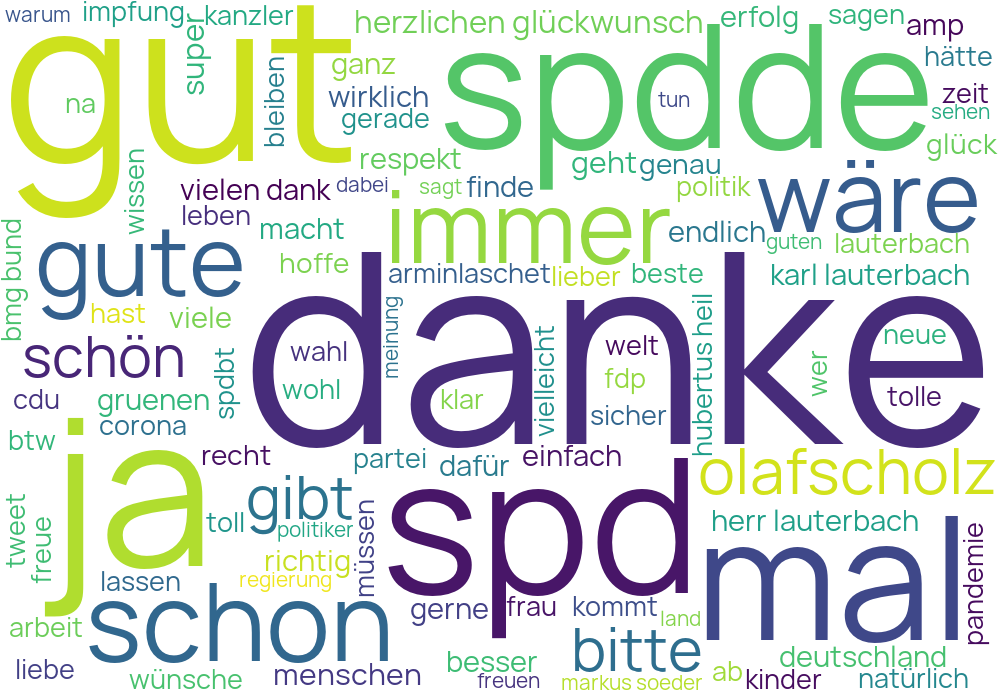 warum impfung kanzler super herzlichen glückwunsch erfolg sagen amp
gut spdde hätte
na bleiben ganz wirklich gerade tun zeit sehen
respekt geht genau glück
wissen vielen dank dabei sagt finde politik wäre
leben immer
gute macht endlich guten lauterbach
bmg bund hoffe arminlaschet lieber beste karl lauterbach
hast viele danke meinung hubertus heil
schön spdbt wahl vielleicht welt wer neue
cdu gruenen wohl klar fdp sicher tolle
btw corona
ja recht partei dafür einfach olafscholz
tweet freue toll gibt politiker müssen spd herr lauterbach mal pandemie
richtig
lassen regierung
schon gerne frau kommt land
arbeit bitte
liebe wünsche menschen besser freuen markus soeder ab kinder deutschland natürlich